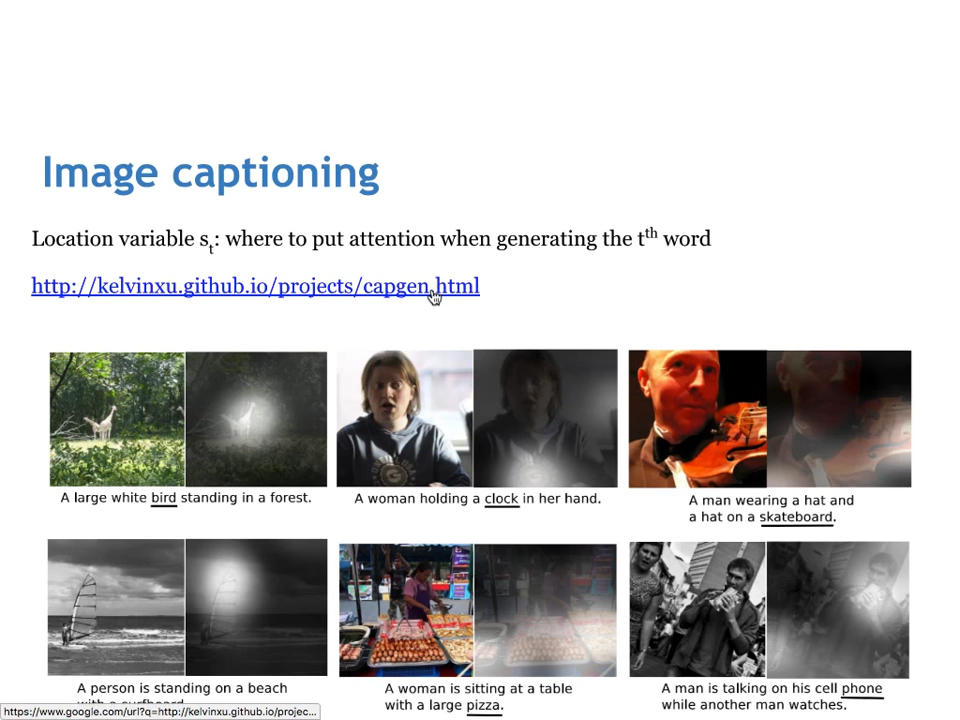 Image captioning
Location variable st: where to put attention when generating the tth word
http://kelvinxu.github.io/projects/capgen.html
A large white bird standing in a forest.
A woman holding a clock in her hand.
A man wearing a hat and
a hat on a skateboard.
A person is standing on a beach
with a surfboard.
A woman is sitting at a table
with a large pizza.
A man is talking on his cell phone
while another man watches.
https://www.google.com/url?q=http://kelvinxu.github.io/projec...